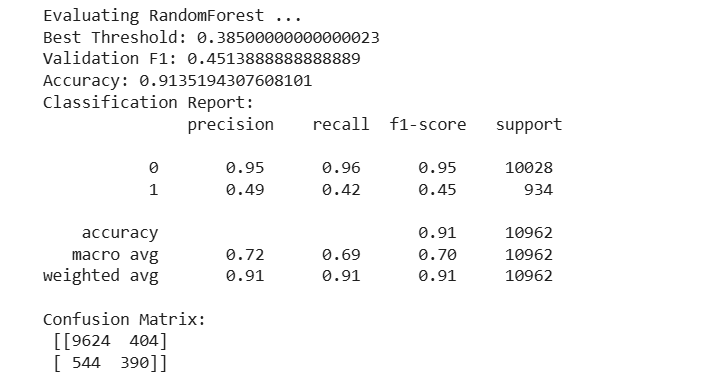 Evaluating RandomForest ...
Best Threshold: 0.38500000000000023
Validation F1: 0.4513888888888889
Accuracy: 0.9135194307608101
Classification Report:
precision recall f1-score support
0 0.95 0.96 0.95 10028
1 0.49 0.42 0.45 934
accuracy 0.91 10962
macro avg 0.72 0.69 0.70 10962
weighted avg 0.91 0.91 0.91 10962
Confusion Matrix:
[[9624 404]
[ 544 390]]